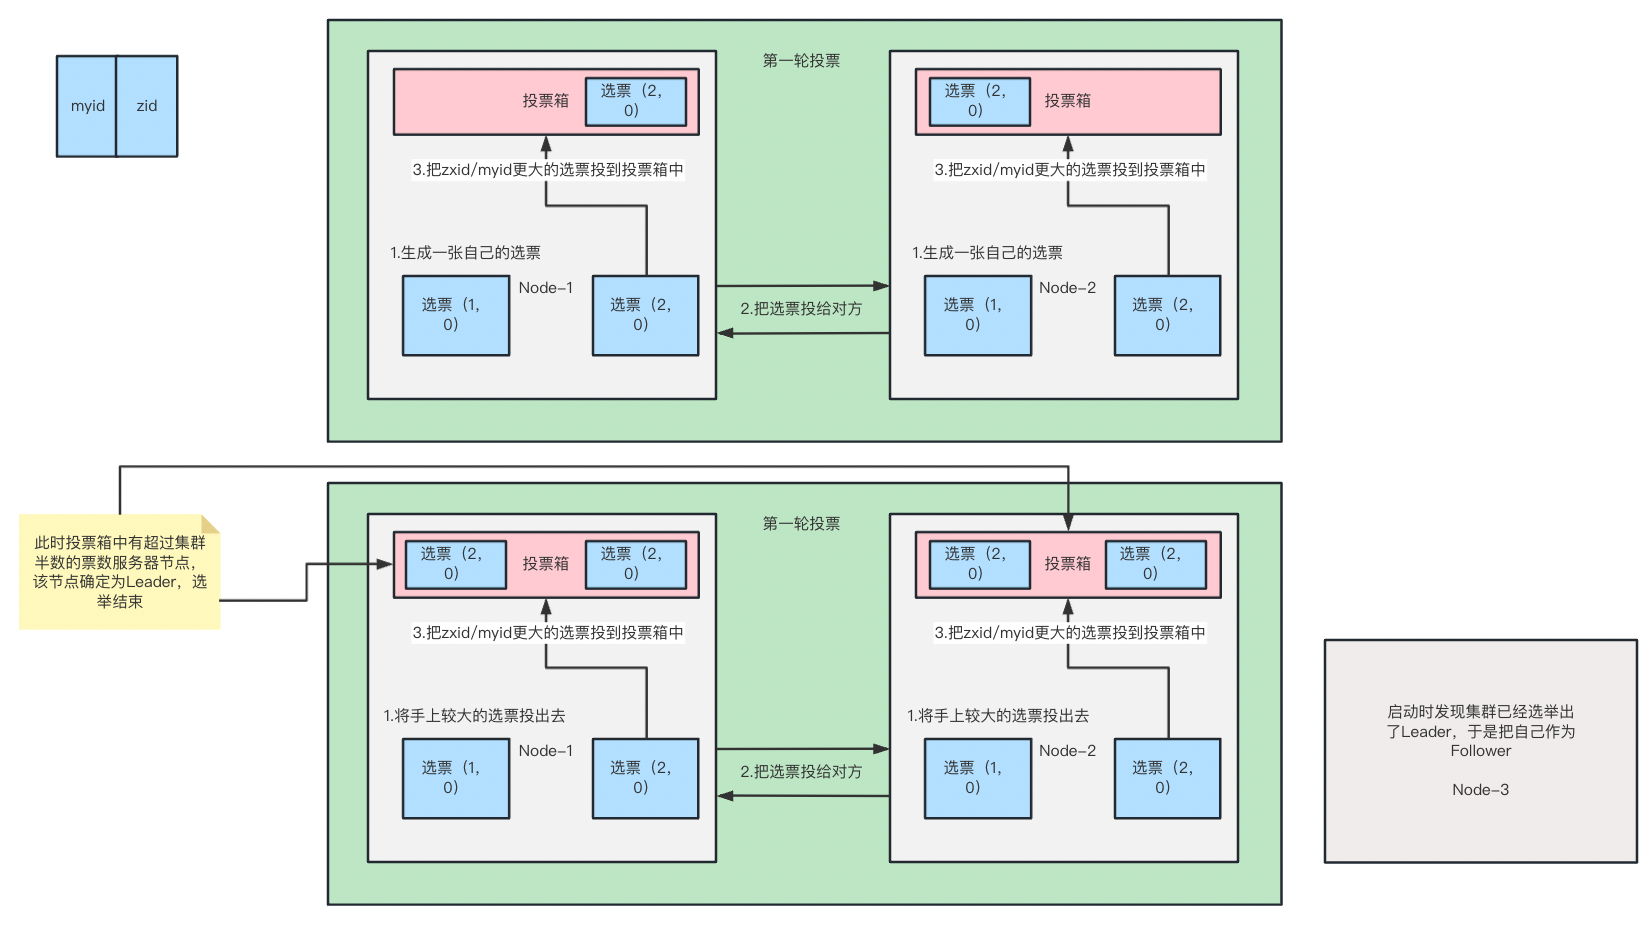 myid
zid
第一轮投票
选票（2,
0）
投票箱
3.把zxid/myid更大的选票投到投票箱中
1.生成一张自己的选票
Node-1
选票（1,
0）
选票（2,
0）
2.把选票投给对方
选票（2,
0）
投票箱
3.把zxid/myid更大的选票投到投票箱中
1.生成一张自己的选票
Node-2
选票（1,
0）
选票（2,
0）
此时投票箱中有超过集群
半数的票数服务器节点，
该节点确定为Leader，选
举结束
第一轮投票
选票（2,
0）
投票箱
选票（2,
0）
3.把zxid/myid更大的选票投到投票箱中
1.将手上较大的选票投出去
Node-1
选票（1,
0）
选票（2,
0）
2.把选票投给对方
选票（2,
0）
投票箱
选票（2,
0）
3.把zxid/myid更大的选票投到投票箱中
1.将手上较大的选票投出去
Node-2
选票（1,
0）
选票（2,
0）
启动时发现集群已经选举出
了Leader，于是把自己作为
Follower
Node-3